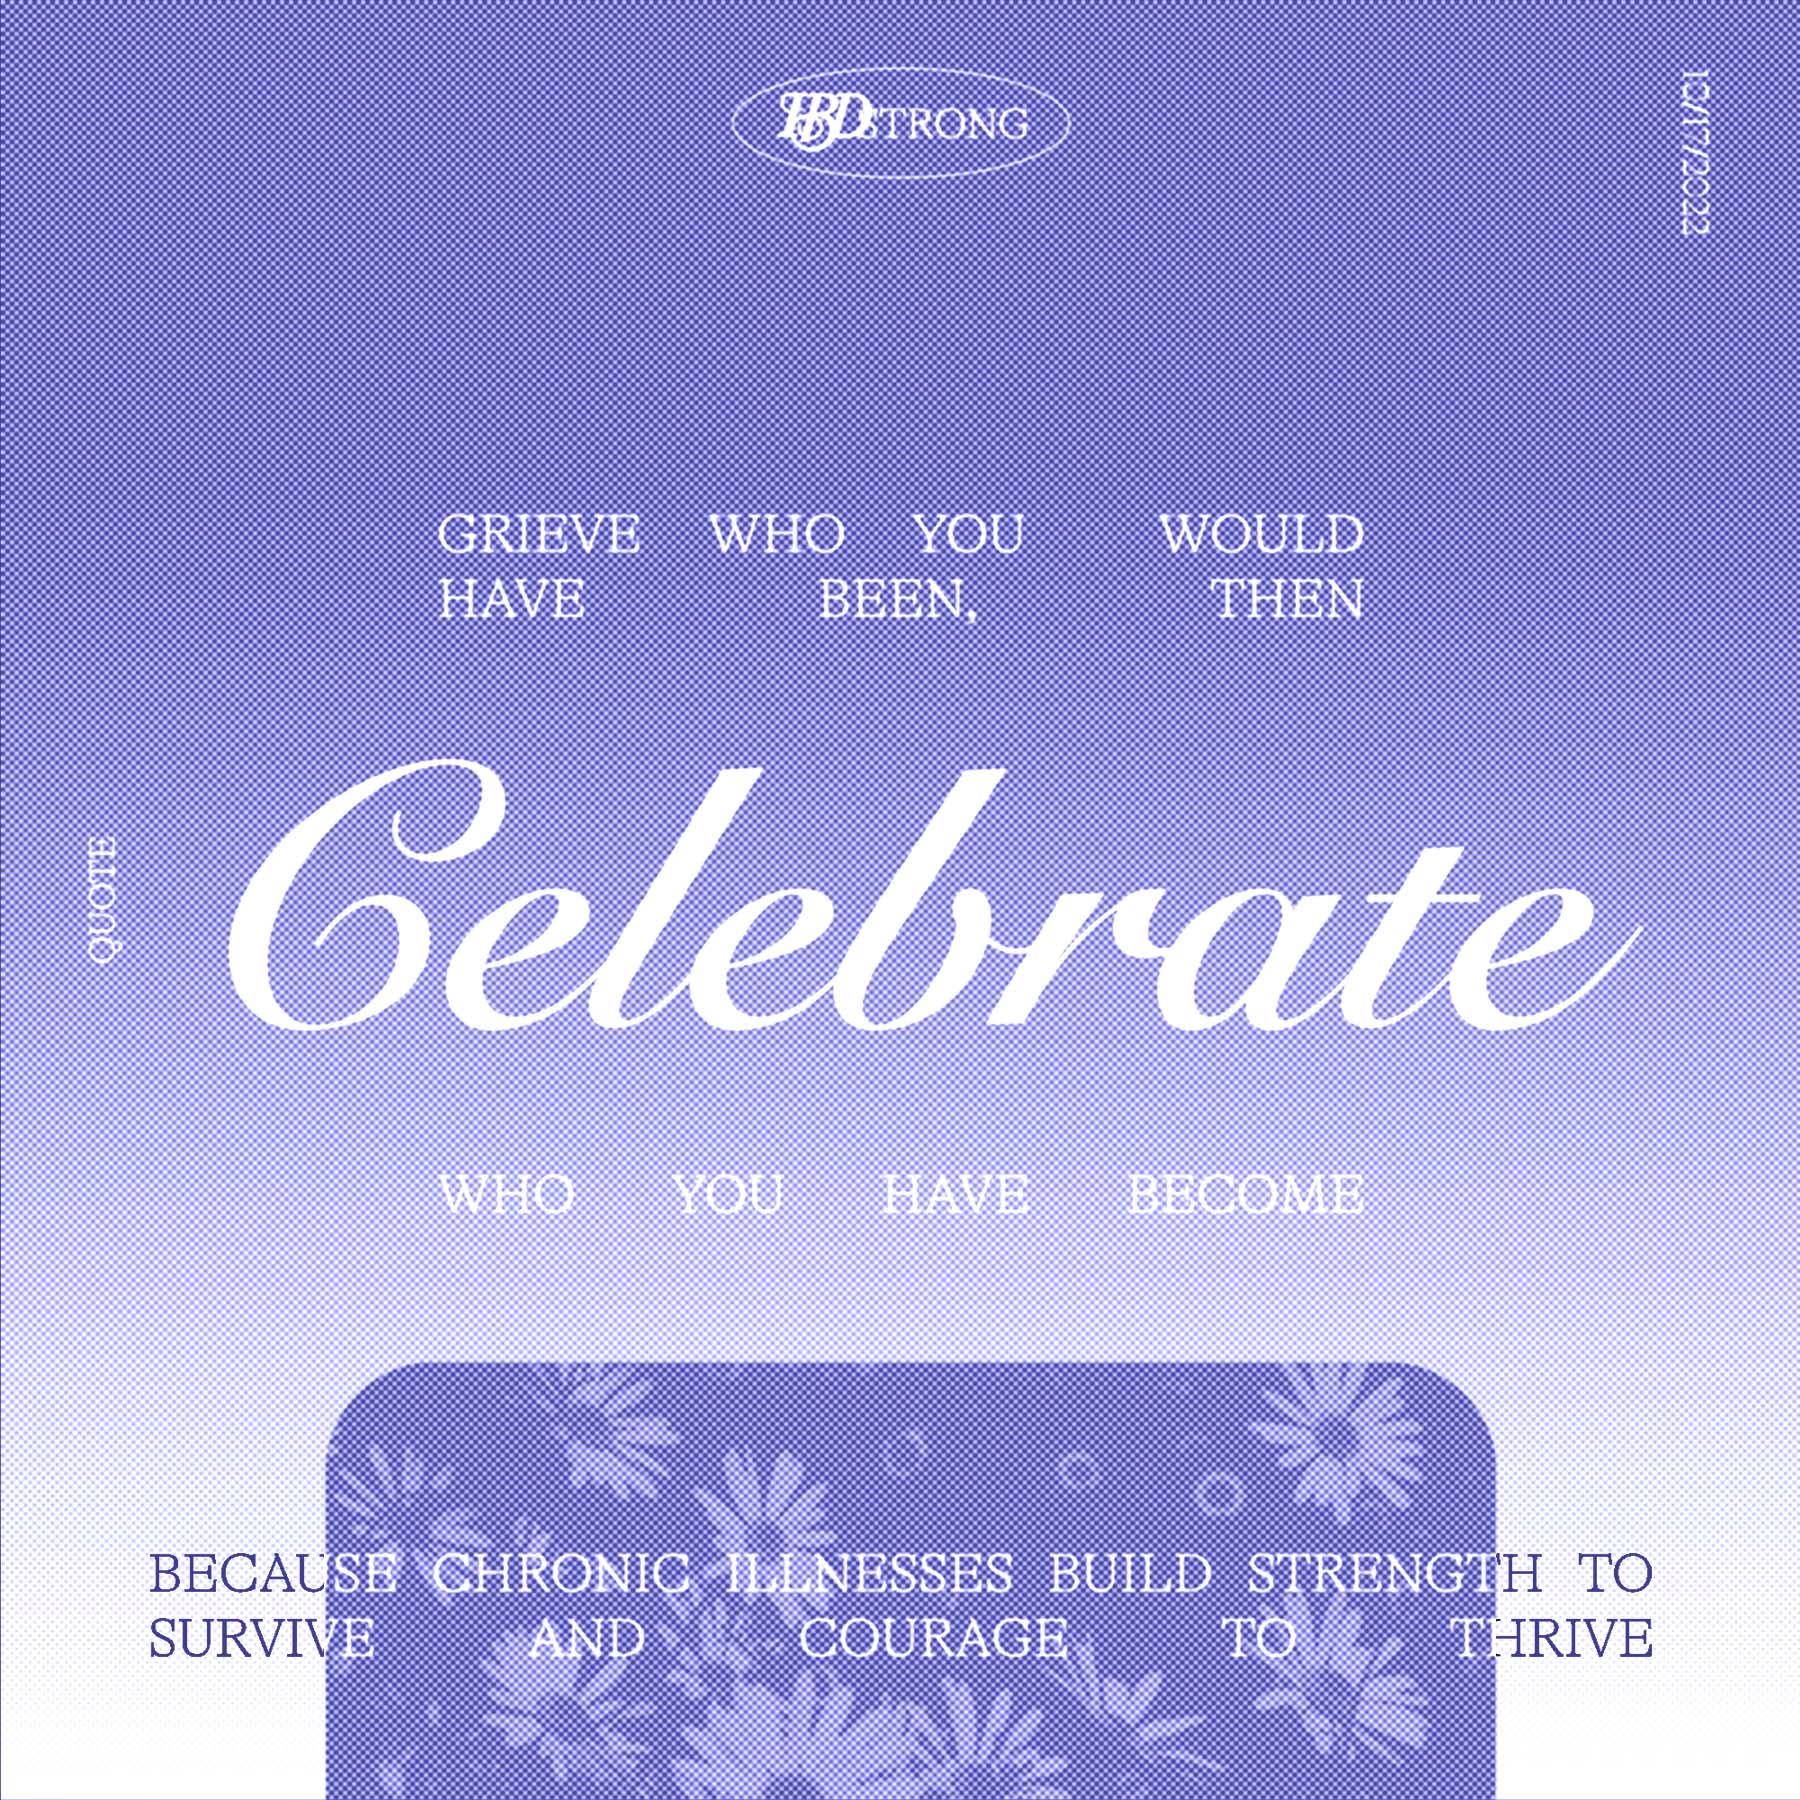 IBDSTRONG
10/17/2022
GRIEVE WHO YOU WOULD
HAVE BEEN, THEN
Celebrate
QUOTE
WHO YOU HAVE BECOME
BECAUSE CHRONIC ILLNESSES BUILD STRENGTH TO
SURVIVE AND COURAGE TO THRIVE